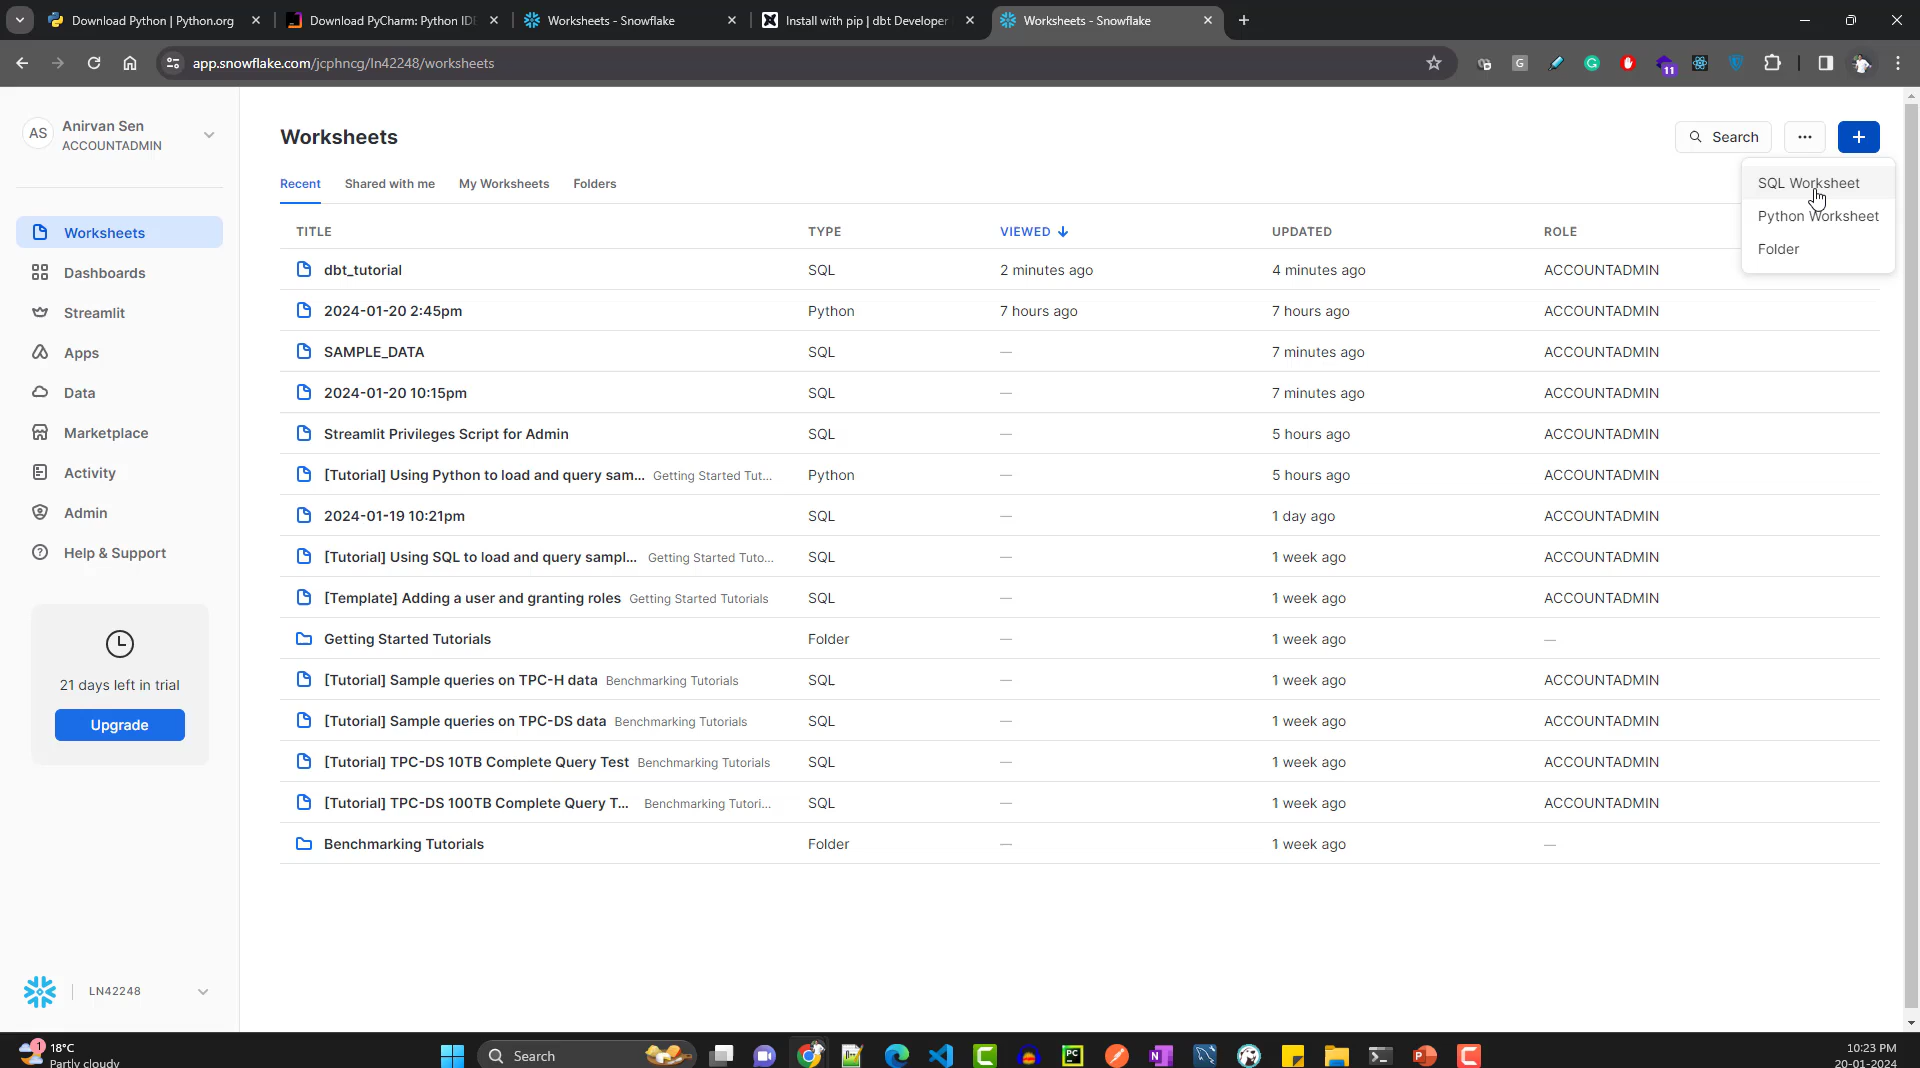 Download Python | Python.org
Download PyCharm: Python IDE
Worksheets - Snowflake
Install with pip | dbt Developer
Worksheets - Snowflake
app.snowflake.com/jcphncg/ln42248/worksheets
G
11
AS
Anirvan Sen
ACCOUNTADMIN
Worksheets
Search
Recent
Shared with me
My Worksheets
Folders
SQL Worksheet
Python Worksheet
Folder
Worksheets
Dashboards
Streamlit
Apps
Data
Marketplace
Activity
Admin
Help & Support
21 days left in trial
Upgrade
LN42248
TITLE TYPE VIEWED UPDATED ROLE
dbt_tutorial SQL 2 minutes ago 4 minutes ago ACCOUNTADMIN
2024-01-20 2:45pm Python 7 hours ago 7 hours ago ACCOUNTADMIN
SAMPLE_DATA SQL — 7 minutes ago ACCOUNTADMIN
2024-01-20 10:15pm SQL — 7 minutes ago ACCOUNTADMIN
Streamlit Privileges Script for Admin SQL — 5 hours ago ACCOUNTADMIN
[Tutorial] Using Python to load and query sam... Getting Started Tut... Python — 5 hours ago ACCOUNTADMIN
2024-01-19 10:21pm SQL — 1 day ago ACCOUNTADMIN
[Tutorial] Using SQL to load and query sampl... Getting Started Tuto... SQL — 1 week ago ACCOUNTADMIN
[Template] Adding a user and granting roles Getting Started Tutorials SQL — 1 week ago ACCOUNTADMIN
Getting Started Tutorials Folder — 1 week ago —
[Tutorial] Sample queries on TPC-H data Benchmarking Tutorials SQL — 1 week ago ACCOUNTADMIN
[Tutorial] Sample queries on TPC-DS data Benchmarking Tutorials SQL — 1 week ago ACCOUNTADMIN
[Tutorial] TPC-DS 10TB Complete Query Test Benchmarking Tutorials SQL — 1 week ago ACCOUNTADMIN
[Tutorial] TPC-DS 100TB Complete Query T... Benchmarking Tutori... SQL — 1 week ago ACCOUNTADMIN
Benchmarking Tutorials Folder — 1 week ago —
1
18°C
Partly cloudy
Search
PC
10:23 PM
20-01-2024